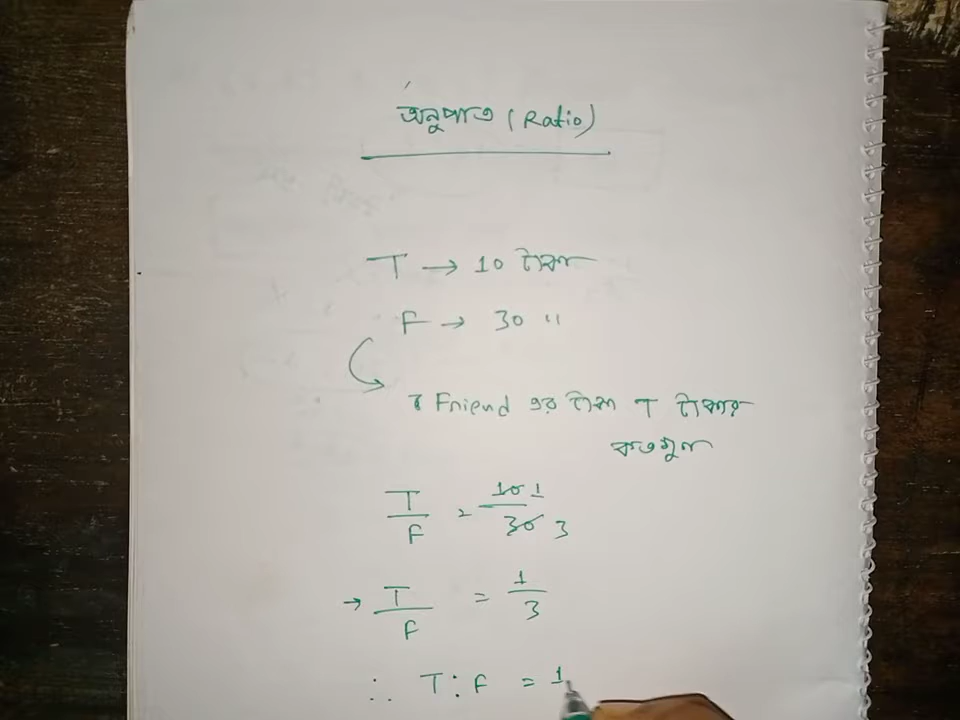 অনুপাত (Ratio)
T → 10 টাকা
F → 30 "
Friend এর টাকা T টাকার
কতগুন
T/F = 10 1/30 3
→ T/F = 1/3
∴ T : F = 1